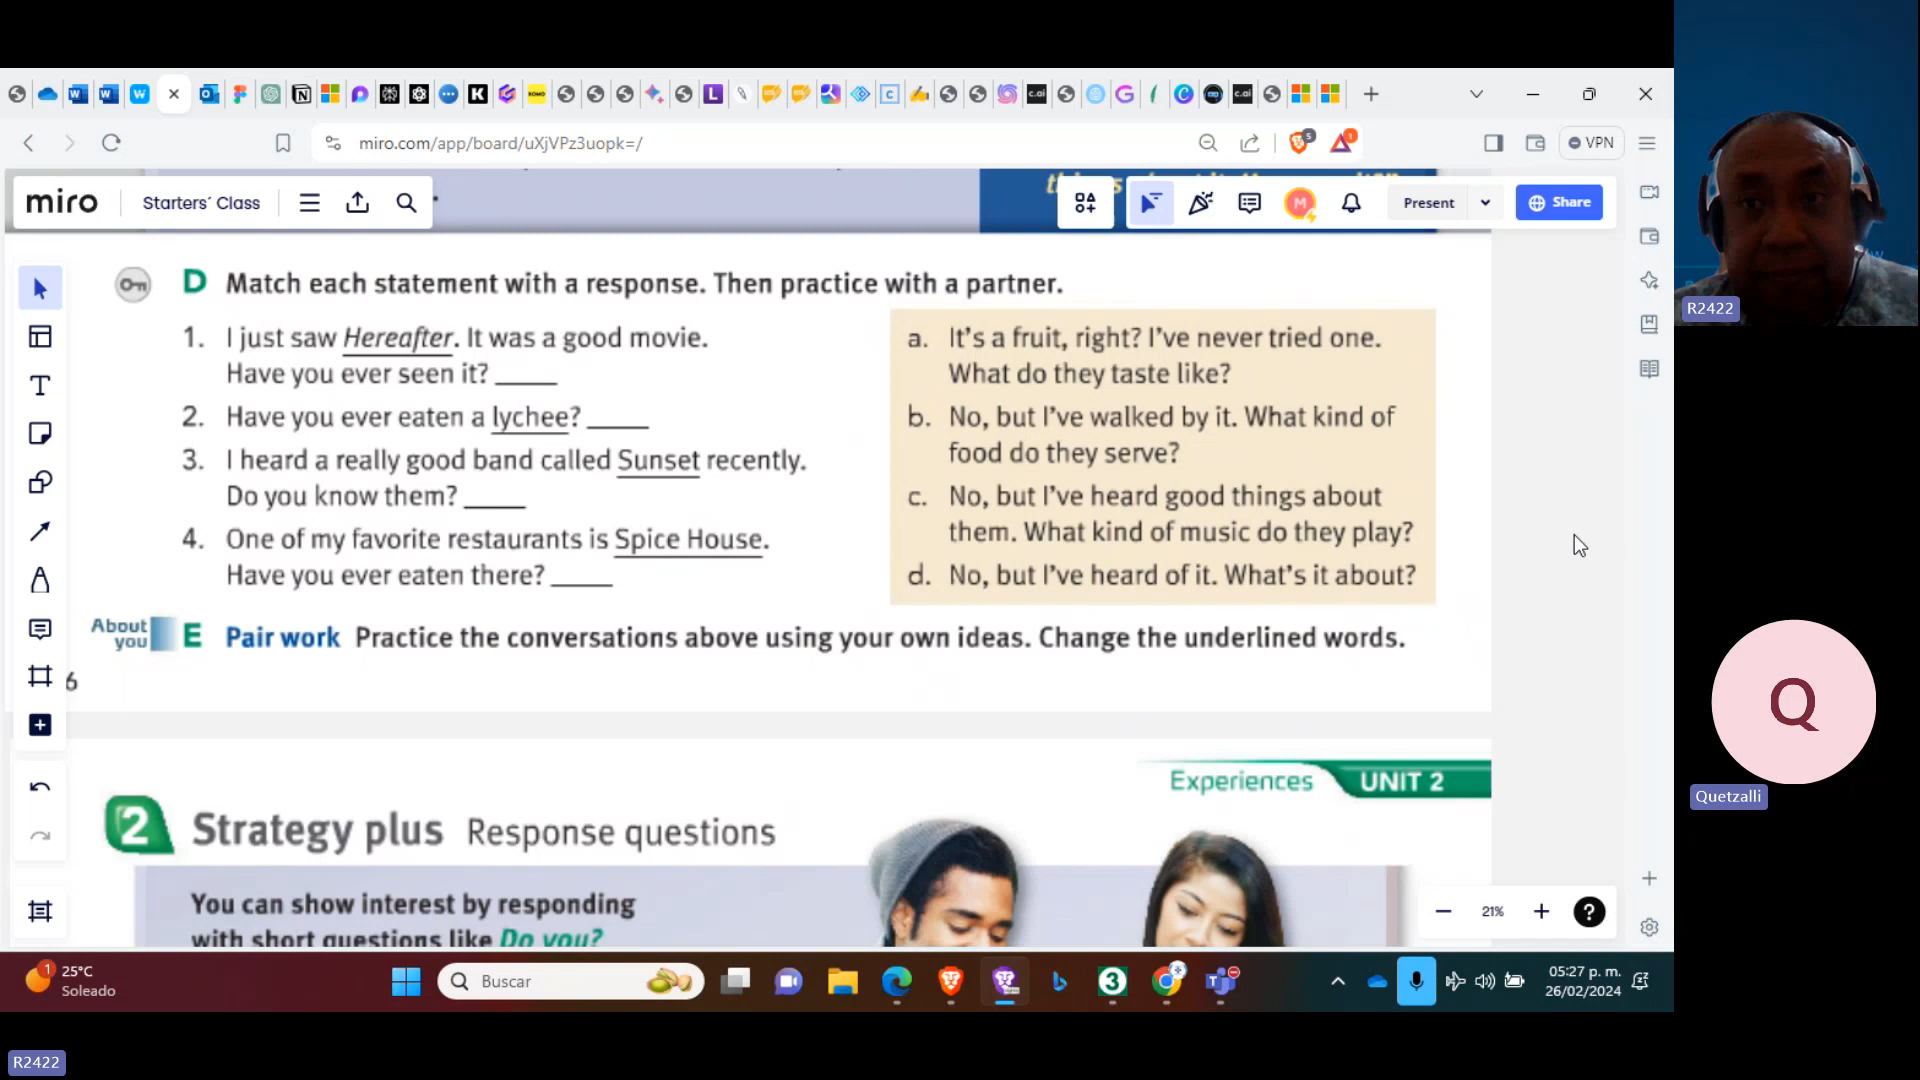 miro.com/app/board/uXjVPz3uopk=/
VPN
miro
Starters´ Class
Present
Share
D Match each statement with a response. Then practice with a partner.
1. I just saw Hereafter. It was a good movie.
Have you ever seen it? ____
2. Have you ever eaten a lychee? ____
3. I heard a really good band called Sunset recently.
Do you know them? ____
4. One of my favorite restaurants is Spice House.
Have you ever eaten there? ____
a. It's a fruit, right? I've never tried one.
What do they taste like?
b. No, but I've walked by it. What kind of
food do they serve?
c. No, but I've heard good things about
them. What kind of music do they play?
d. No, but I've heard of it. What's it about?
About
you
E Pair work Practice the conversations above using your own ideas. Change the underlined words.
6
Experiences UNIT 2
2 Strategy plus Response questions
You can show interest by responding
with short questions like Do you?
21%
25°C
Soleado
Buscar
05:27 p. m.
26/02/2024
R2422
Q
Quetzalli
R2422